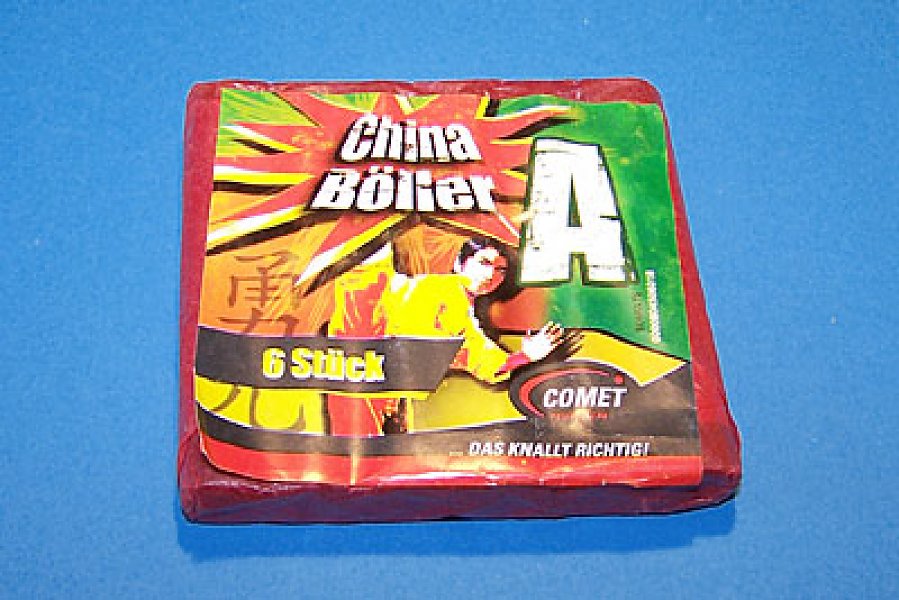 China
Böller
A
6 Stück
COMET
... DAS KNALLT RICHTIG!